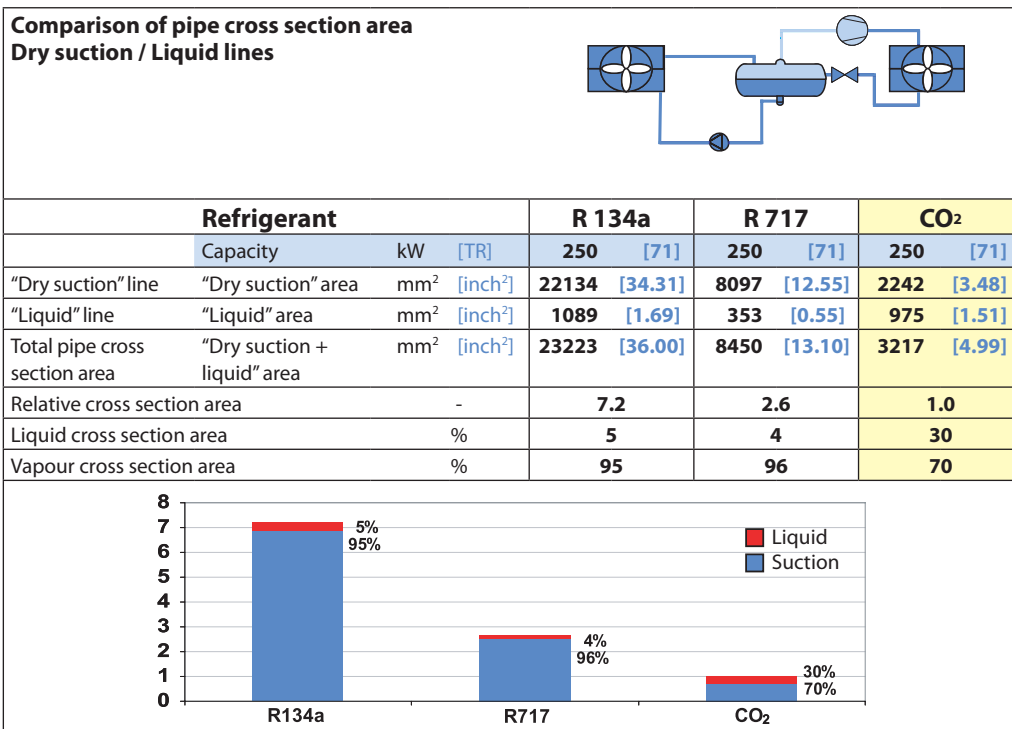 Comparison of pipe cross section area
Dry suction / Liquid lines
Refrigerant R 134a R 717 CO2
Capacity kW [TR] 250 [71] 250 [71] 250 [71]
"Dry suction" line "Dry suction" area mm² [inch²] 22134 [34.31] 8097 [12.55] 2242 [3.48]
"Liquid" line "Liquid" area mm² [inch²] 1089 [1.69] 353 [0.55] 975 [1.51]
Total pipe cross "Dry suction + mm² [inch²] 23223 [36.00] 8450 [13.10] 3217 [4.99]
section area liquid" area
Relative cross section area - 7.2 2.6 1.0
Liquid cross section area % 5 4 30
Vapour cross section area % 95 96 70
8
7
6
5
4
3
2
1
0
5%
95%
4%
96%
30%
70%
Liquid
Suction
R134a R717 CO₂